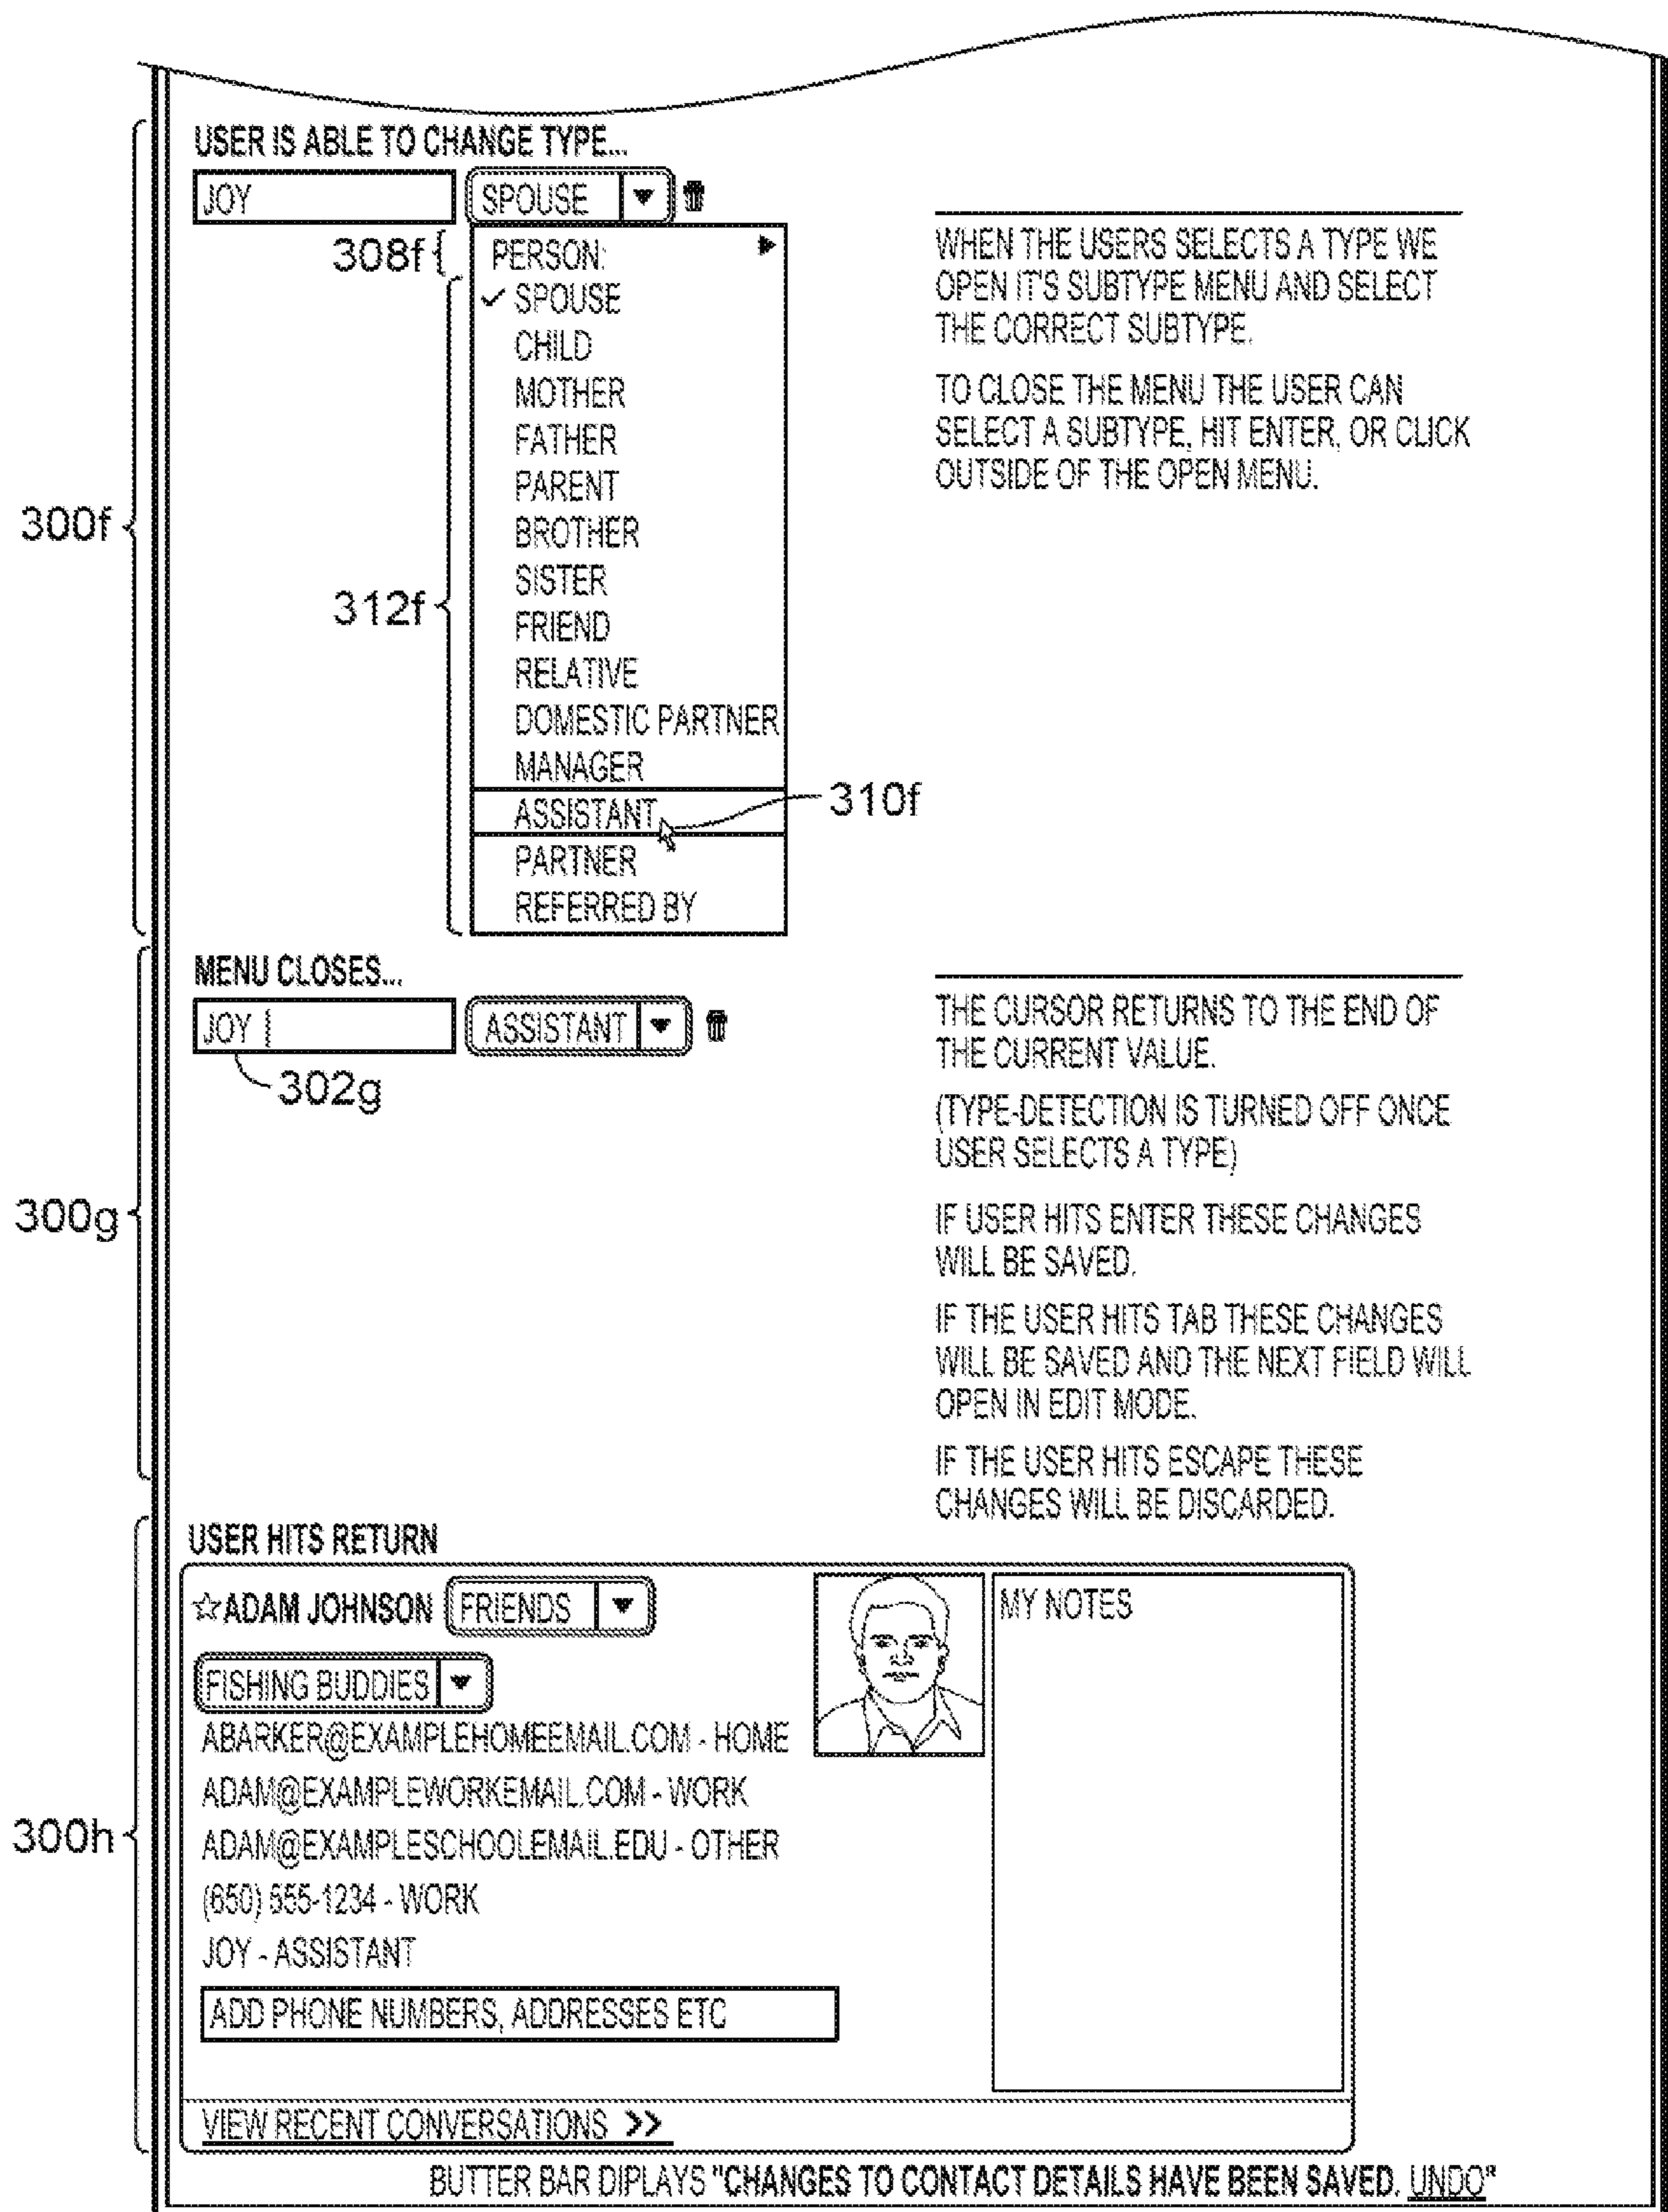 USER IS ABLE TO CHANGE TYPE...
JOY
SPOUSE
308f
PERSON:
✓ SPOUSE
CHILD
MOTHER
FATHER
PARENT
BROTHER
SISTER
FRIEND
RELATIVE
DOMESTIC PARTNER
MANAGER
ASSISTANT
PARTNER
REFERRED BY
300f
312f
310f
WHEN THE USERS SELECTS A TYPE WE
OPEN IT'S SUBTYPE MENU AND SELECT
THE CORRECT SUBTYPE.
TO CLOSE THE MENU THE USER CAN
SELECT A SUBTYPE, HIT ENTER, OR CLICK
OUTSIDE OF THE OPEN MENU.
MENU CLOSES...
JOY
ASSISTANT
302g
300g
THE CURSOR RETURNS TO THE END OF
THE CURRENT VALUE.
(TYPE-DETECTION IS TURNED OFF ONCE
USER SELECTS A TYPE)
IF USER HITS ENTER THESE CHANGES
WILL BE SAVED.
IF THE USER HITS TAB THESE CHANGES
WILL BE SAVED AND THE NEXT FIELD WILL
OPEN IN EDIT MODE.
IF THE USER HITS ESCAPE THESE
CHANGES WILL BE DISCARDED.
USER HITS RETURN
300h
☆ADAM JOHNSON FRIENDS
FISHING BUDDIES
ABARKER@EXAMPLEHOMEEMAIL.COM - HOME
ADAM@EXAMPLEWORKEMAIL.COM - WORK
ADAM@EXAMPLESCHOOLEMAIL.EDU - OTHER
(650) 555-1234 - WORK
JOY - ASSISTANT
ADD PHONE NUMBERS, ADDRESSES ETC
MY NOTES
VIEW RECENT CONVERSATIONS >>
BUTTER BAR DIPLAYS "CHANGES TO CONTACT DETAILS HAVE BEEN SAVED. UNDO"